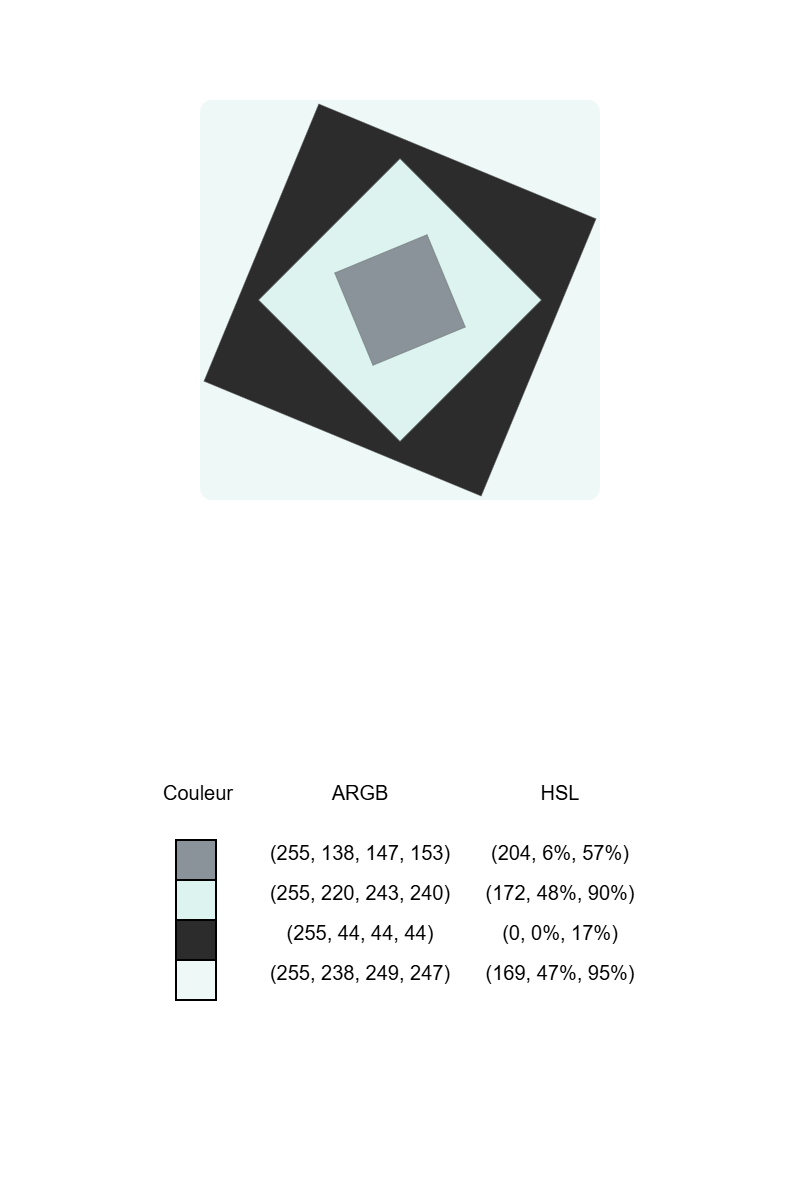 Couleur ARGB HSL
(255, 138, 147, 153) (204, 6%, 57%)
(255, 220, 243, 240) (172, 48%, 90%)
(255, 44, 44, 44) (0, 0%, 17%)
(255, 238, 249, 247) (169, 47%, 95%)